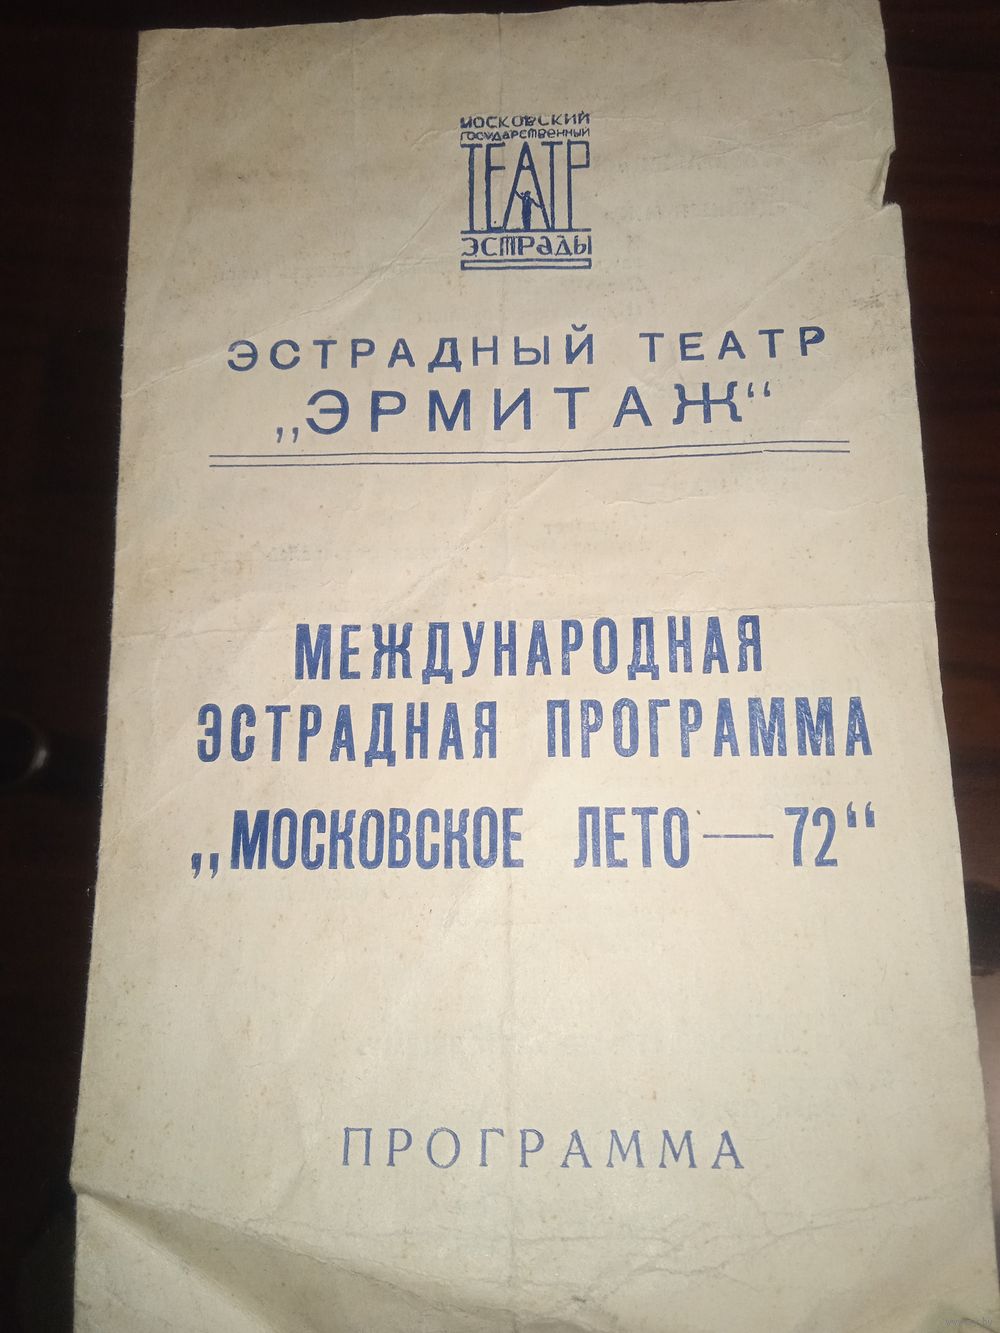 МОСКОВСКИЙ
ГОСУДАРСТВЕННЫЙ
ТЕАТР
ЭСТРАДЫ
ЭСТРАДНЫЙ ТЕАТР
„ЭРМИТАЖ“
МЕЖДУНАРОДНАЯ
ЭСТРАДНАЯ ПРОГРАММА
„МОСКОВСКОЕ ЛЕТО — 72“
ПРОГРАММА